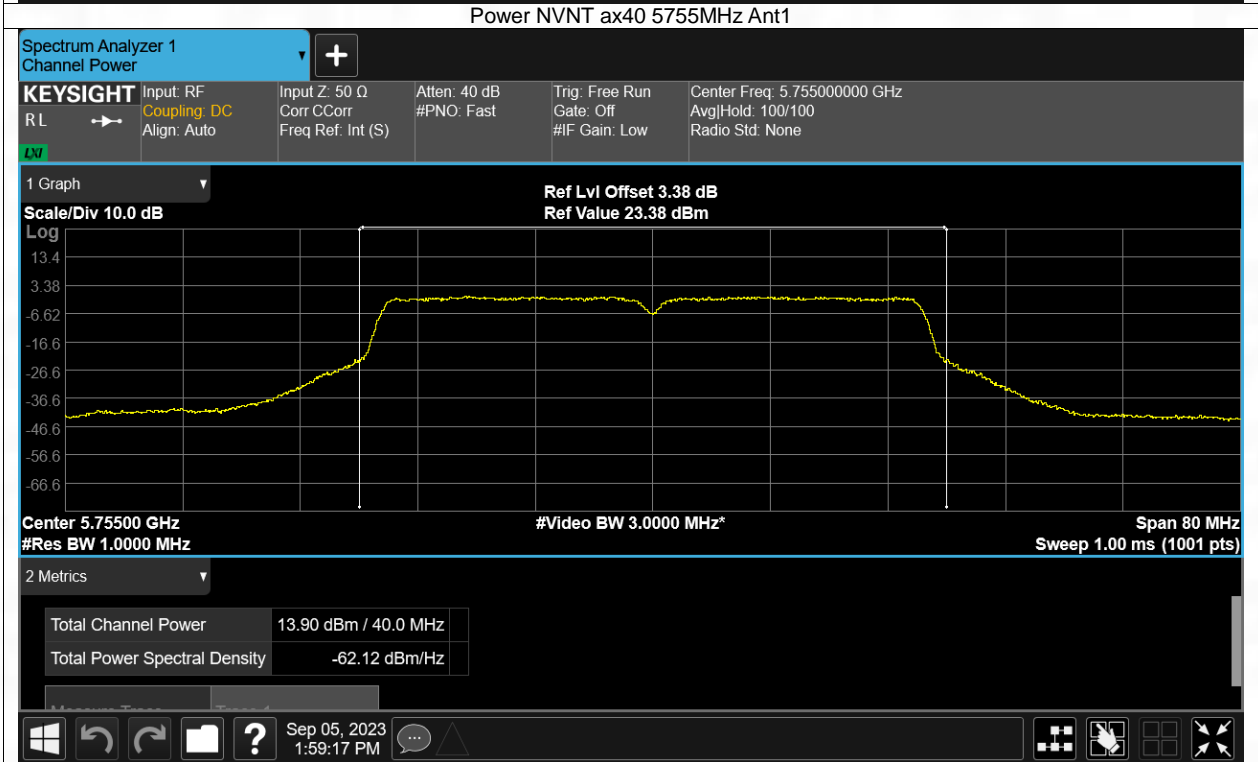 Power NVNT ax40 5755MHz Ant1
Spectrum Analyzer 1
Channel Power
KEYSIGHT
RL
LXI
Input: RF
Coupling: DC
Align: Auto
Input Z: 50 Ω
Corr CCorr
Freq Ref: Int (S)
Atten: 40 dB
#PNO: Fast
Trig: Free Run
Gate: Off
#IF Gain: Low
Center Freq: 5.755000000 GHz
Avg|Hold: 100/100
Radio Std: None
1 Graph
Scale/Div 10.0 dB
Ref Lvl Offset 3.38 dB
Ref Value 23.38 dBm
Log
13.4
3.38
-6.62
-16.6
-26.6
-36.6
-46.6
-56.6
-66.6
Center 5.75500 GHz
#Video BW 3.0000 MHz*
Span 80 MHz
#Res BW 1.0000 MHz
Sweep 1.00 ms (1001 pts)
2 Metrics
Total Channel Power 13.90 dBm / 40.0 MHz
Total Power Spectral Density -62.12 dBm/Hz
Sep 05, 2023
1:59:17 PM